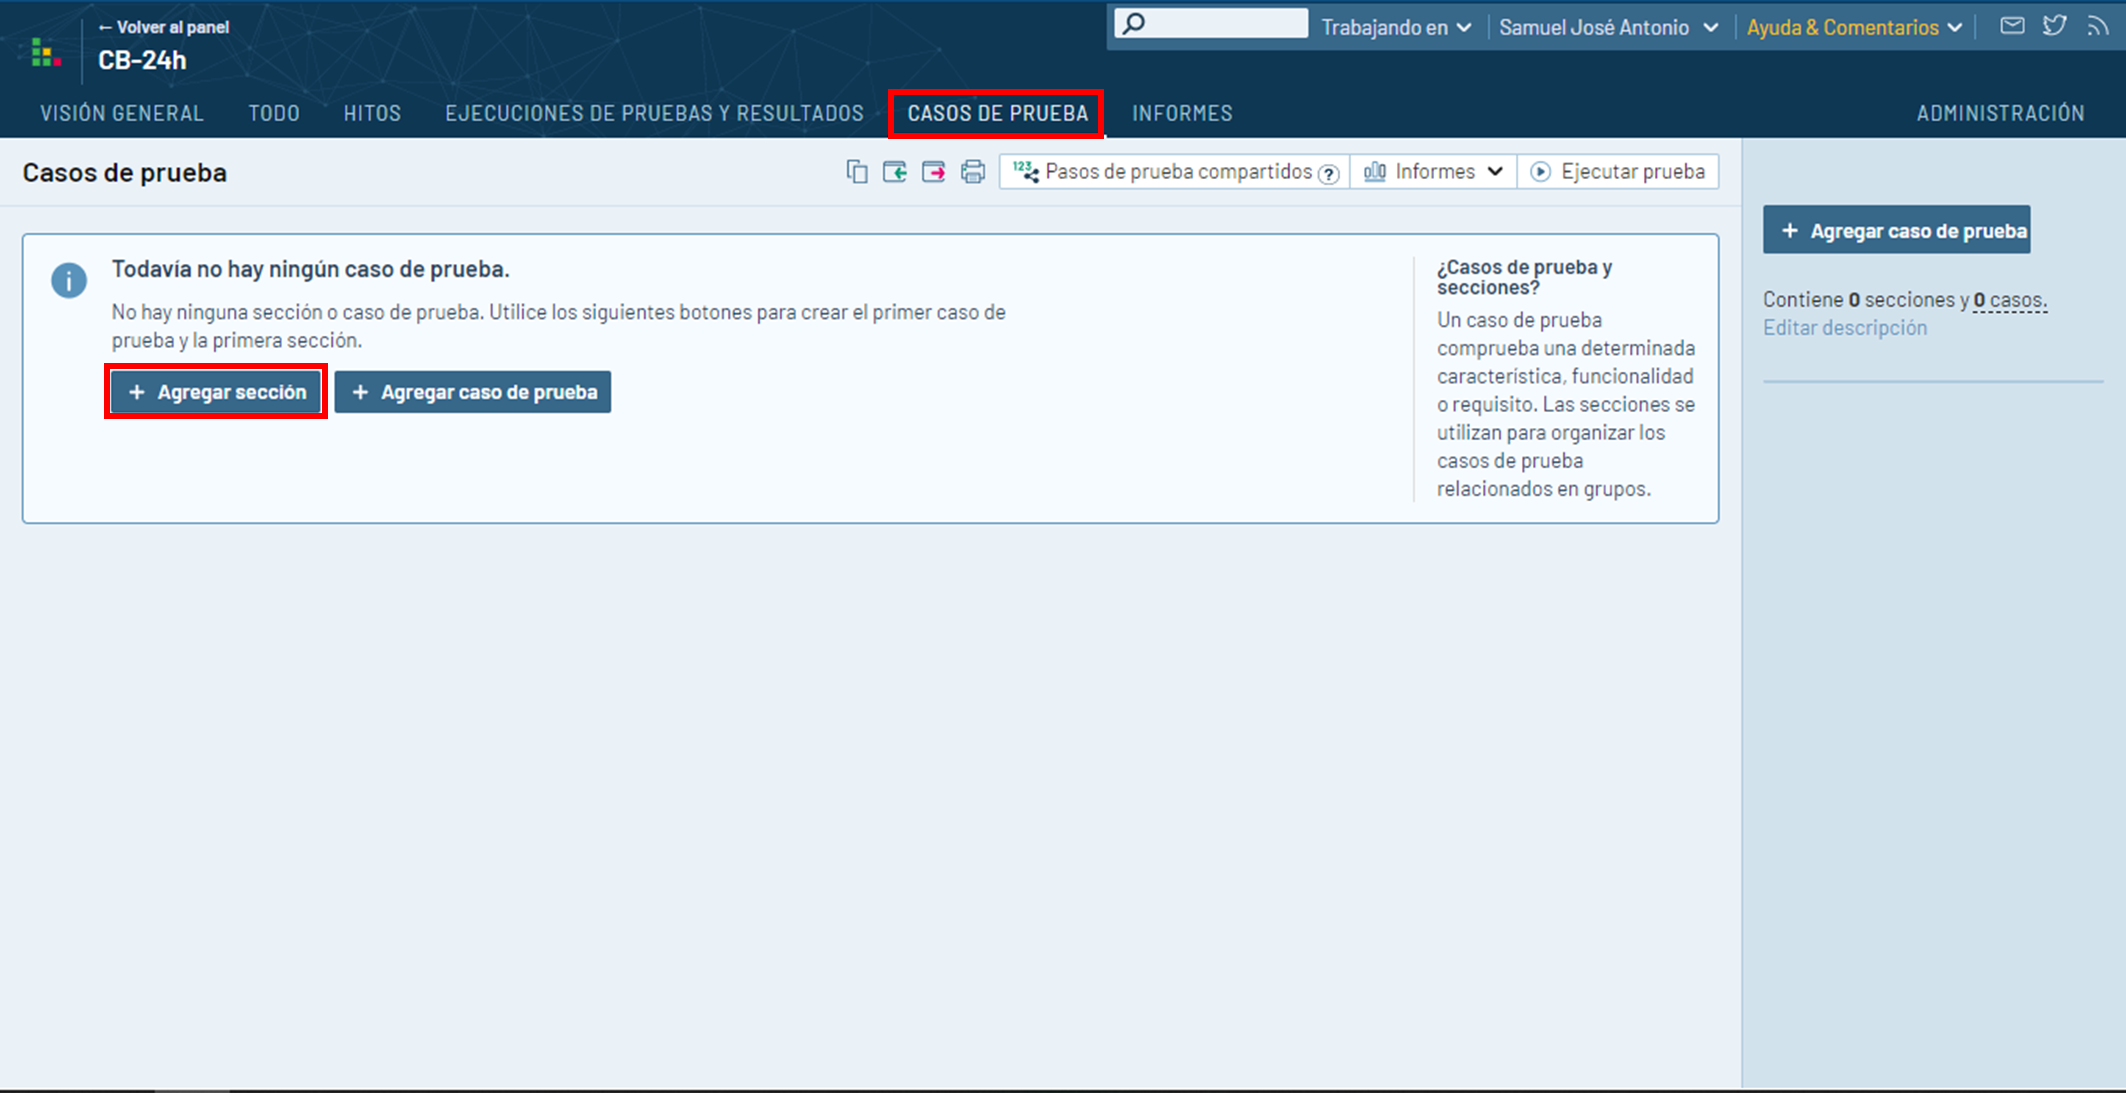 ← Volver al panel
CB-24h
Trabajando en
Samuel José Antonio
Ayuda & Comentarios
VISIÓN GENERAL
TODO
HITOS
EJECUCIONES DE PRUEBAS Y RESULTADOS
CASOS DE PRUEBA
INFORMES
ADMINISTRACIÓN
Casos de prueba
123 Pasos de prueba compartidos ?
Informes
Ejecutar prueba
Todavía no hay ningún caso de prueba.
No hay ninguna sección o caso de prueba. Utilice los siguientes botones para crear el primer caso de
prueba y la primera sección.
+ Agregar sección
+ Agregar caso de prueba
¿Casos de prueba y
secciones?
Un caso de prueba
comprueba una determinada
característica, funcionalidad
o requisito. Las secciones se
utilizan para organizar los
casos de prueba
relacionados en grupos.
+ Agregar caso de prueba
Contiene 0 secciones y 0 casos.
Editar descripción